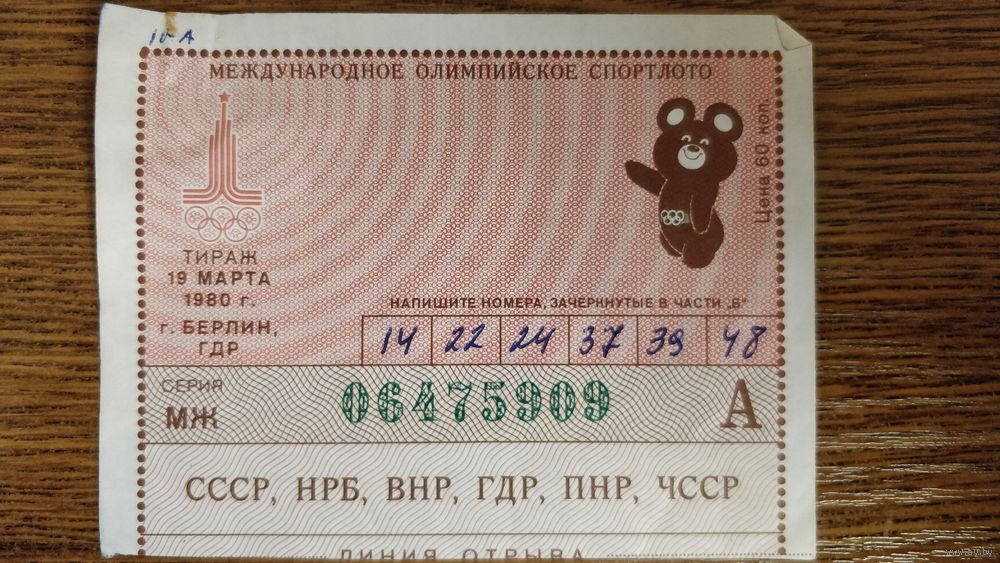 10-А
МЕЖДУНАРОДНОЕ ОЛИМПИЙСКОЕ СПОРТЛОТО
Цена 60 коп.
ТИРАЖ
19 МАРТА
1980 г.
г. БЕРЛИН,
ГДР
НАПИШИТЕ НОМЕРА, ЗАЧЕРКНУТЫЕ В ЧАСТИ „Б"
14 22 24 37 39 48
СЕРИЯ
МЖ 06475909 А
СССР, НРБ, ВНР, ГДР, ПНР, ЧССР
ЛИНИЯ ОТРЫВА